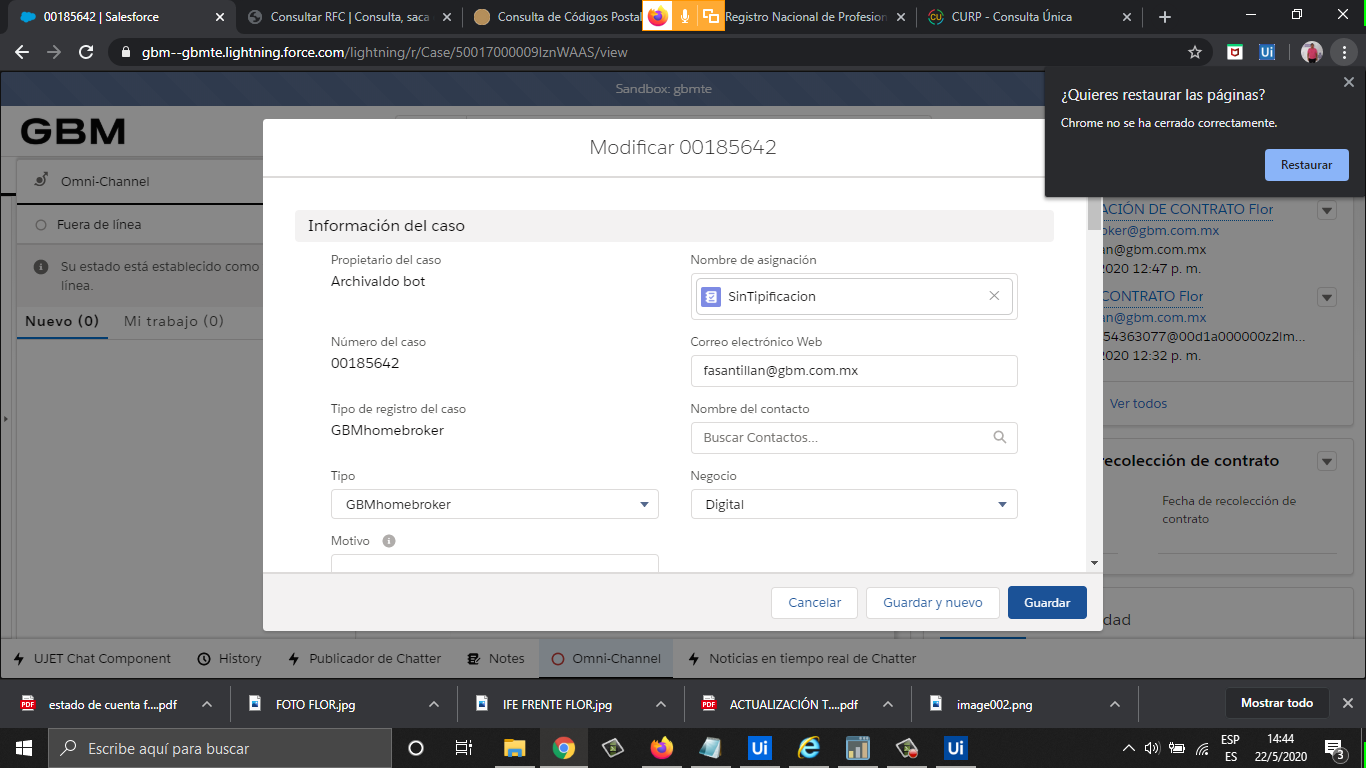 00185642 | Salesforce
Consultar RFC | Consulta, saca
Consulta de Códigos Postal
Registro Nacional de Profesion
CURP - Consulta Única
gbm--gbmte.lightning.force.com/lightning/r/Case/50017000009lznWAAS/view
Sandbox: gbmte
¿Quieres restaurar las páginas?
Chrome no se ha cerrado correctamente.
Restaurar
GBM
Omni-Channel
Fuera de línea
Su estado está establecido como
línea.
Nuevo (0) Mi trabajo (0)
Modificar 00185642
Información del caso
Propietario del caso
Archivaldo bot
Nombre de asignación
SinTipificacion
Número del caso
00185642
Correo electrónico Web
fasantillan@gbm.com.mx
Tipo de registro del caso
GBMhomebroker
Nombre del contacto
Buscar Contactos...
Tipo
GBMhomebroker
Negocio
Digital
Motivo
Cancelar
Guardar y nuevo
Guardar
ACIÓN DE CONTRATO Flor
oker@gbm.com.mx
an@gbm.com.mx
2020 12:47 p. m.
CONTRATO Flor
an@gbm.com.mx
54363077@00d1a000000z2lm...
2020 12:32 p. m.
Ver todos
recolección de contrato
Fecha de recolección de
contrato
dad
UJET Chat Component
History
Publicador de Chatter
Notes
Omni-Channel
Noticias en tiempo real de Chatter
estado de cuenta f....pdf
FOTO FLOR.jpg
IFE FRENTE FLOR.jpg
ACTUALIZACIÓN T....pdf
image002.png
Mostrar todo
Escribe aquí para buscar
Ui
Ui
Ui
PDF
PDF
CU
ESP
ES
14:44
22/5/2020
3